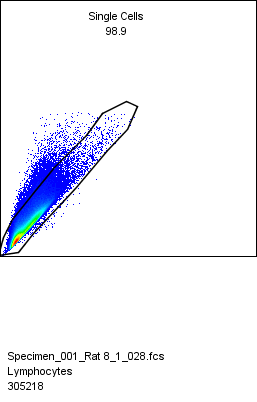 Single Cells
98.9
Specimen_001_Rat 8_1_028.fcs
Lymphocytes
305218